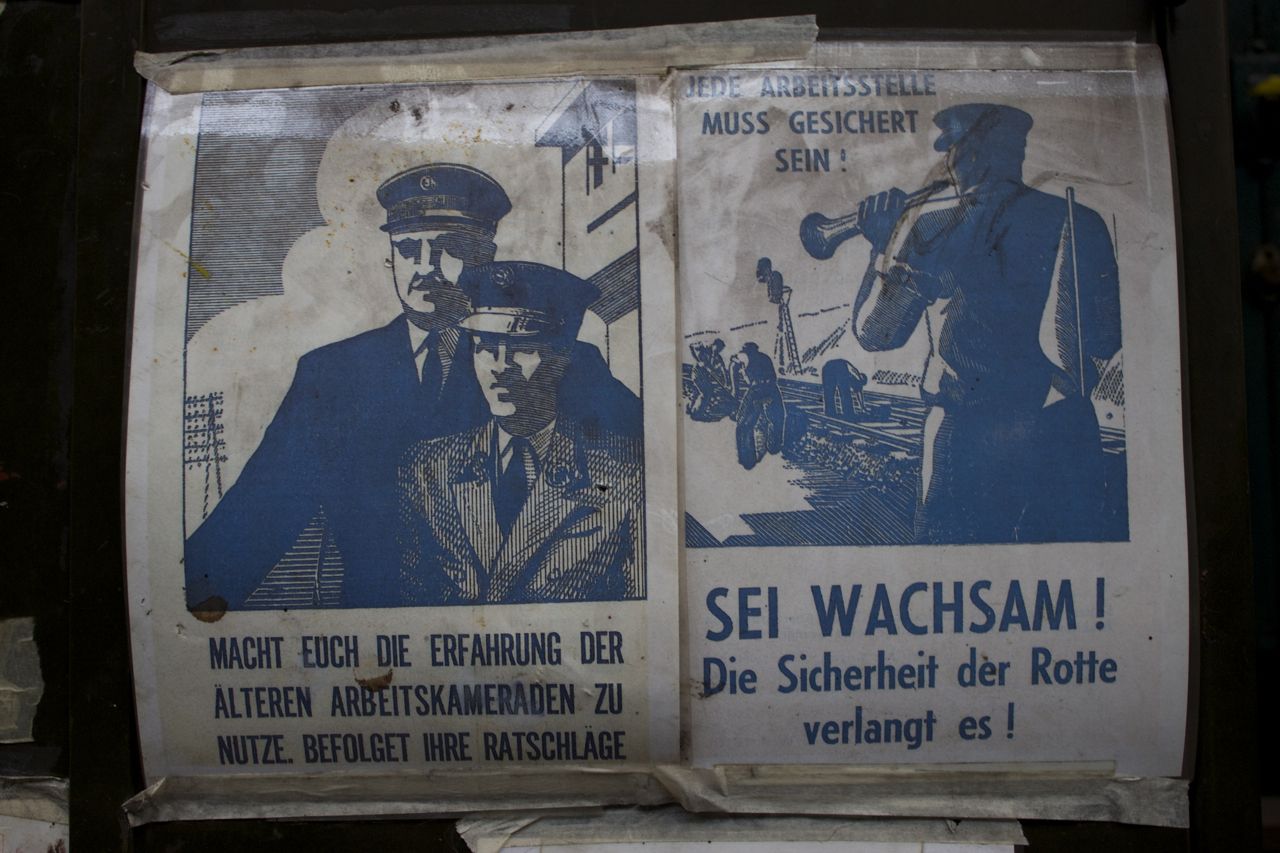 MACHT EUCH DIE ERFAHRUNG DER
ÄLTEREN ARBEITSKAMERADEN ZU
NUTZE. BEFOLGET IHRE RATSCHLÄGE
JEDE ARBEITSSTELLE
MUSS GESICHERT
SEIN !
SEI WACHSAM !
Die Sicherheit der Rotte
verlangt es !